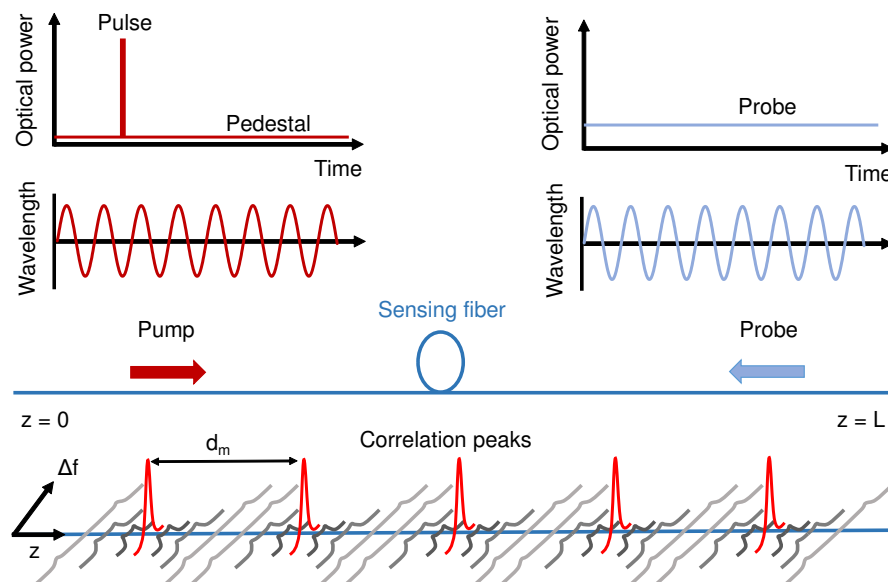 Optical power
Pulse
Pedestal
Time
Optical power
Probe
Time
Wavelength
Wavelength
Sensing fiber
Pump
Probe
z = 0
z = L
Correlation peaks
dₘ
Δf
z